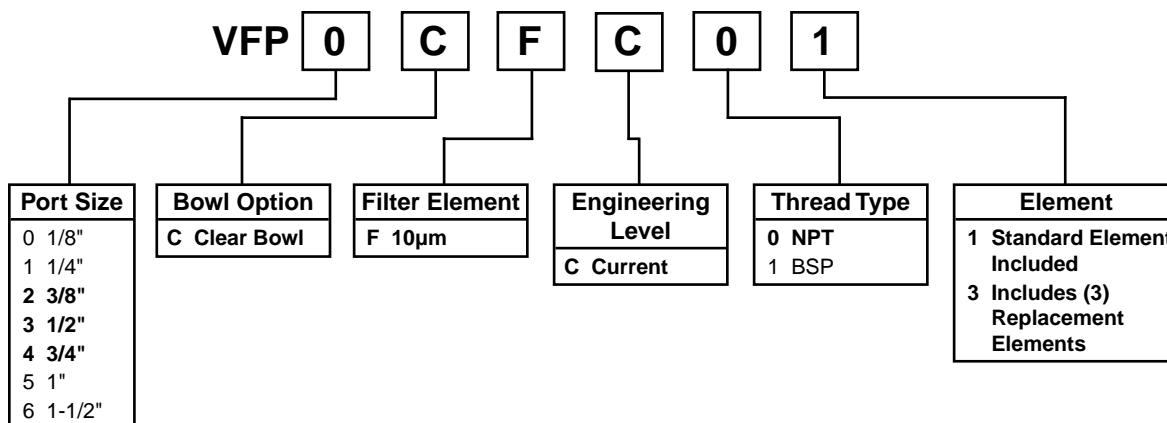 VFP 0 C F C 0 1
Port Size
0 1/8"
1 1/4"
2 3/8"
3 1/2"
4 3/4"
5 1"
6 1-1/2"
Bowl Option
C Clear Bowl
Filter Element
F 10µm
Engineering
Level
C Current
Thread Type
0 NPT
1 BSP
Element
1 Standard Element
Included
3 Includes (3)
Replacement
Elements